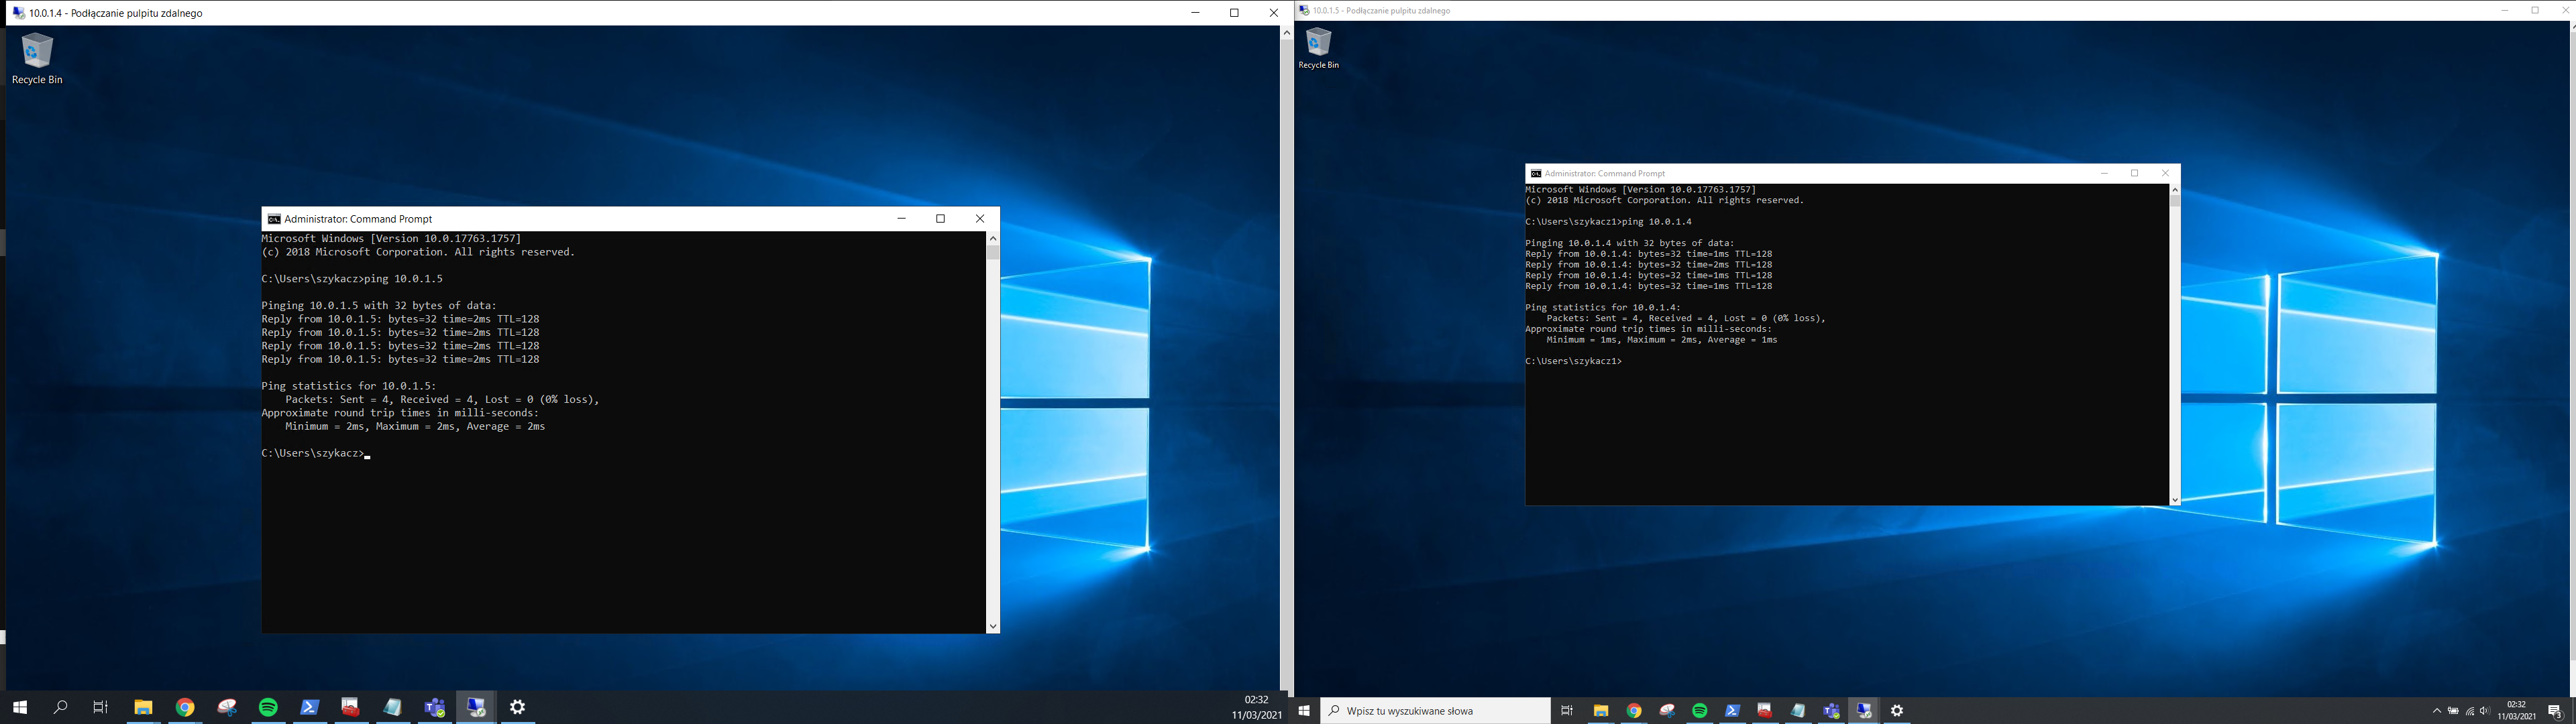 10.0.1.4 - Podłączanie pulpitu zdalnego
Recycle Bin
Administrator: Command Prompt
Microsoft Windows [Version 10.0.17763.1757]
(c) 2018 Microsoft Corporation. All rights reserved.
C:\Users\szykacz>ping 10.0.1.5
Pinging 10.0.1.5 with 32 bytes of data:
Reply from 10.0.1.5: bytes=32 time=2ms TTL=128
Reply from 10.0.1.5: bytes=32 time=2ms TTL=128
Reply from 10.0.1.5: bytes=32 time=2ms TTL=128
Reply from 10.0.1.5: bytes=32 time=2ms TTL=128
Ping statistics for 10.0.1.5:
Packets: Sent = 4, Received = 4, Lost = 0 (0% loss),
Approximate round trip times in milli-seconds:
Minimum = 2ms, Maximum = 2ms, Average = 2ms
C:\Users\szykacz>
02:32
11/03/2021
10.0.1.5 - Podłączanie pulpitu zdalnego
Recycle Bin
Administrator: Command Prompt
Microsoft Windows [Version 10.0.17763.1757]
(c) 2018 Microsoft Corporation. All rights reserved.
C:\Users\szykacz1>ping 10.0.1.4
Pinging 10.0.1.4 with 32 bytes of data:
Reply from 10.0.1.4: bytes=32 time=1ms TTL=128
Reply from 10.0.1.4: bytes=32 time=2ms TTL=128
Reply from 10.0.1.4: bytes=32 time=1ms TTL=128
Reply from 10.0.1.4: bytes=32 time=1ms TTL=128
Ping statistics for 10.0.1.4:
Packets: Sent = 4, Received = 4, Lost = 0 (0% loss),
Approximate round trip times in milli-seconds:
Minimum = 1ms, Maximum = 2ms, Average = 1ms
C:\Users\szykacz1>
Wpisz tu wyszukiwane słowa
02:32
11/03/2021